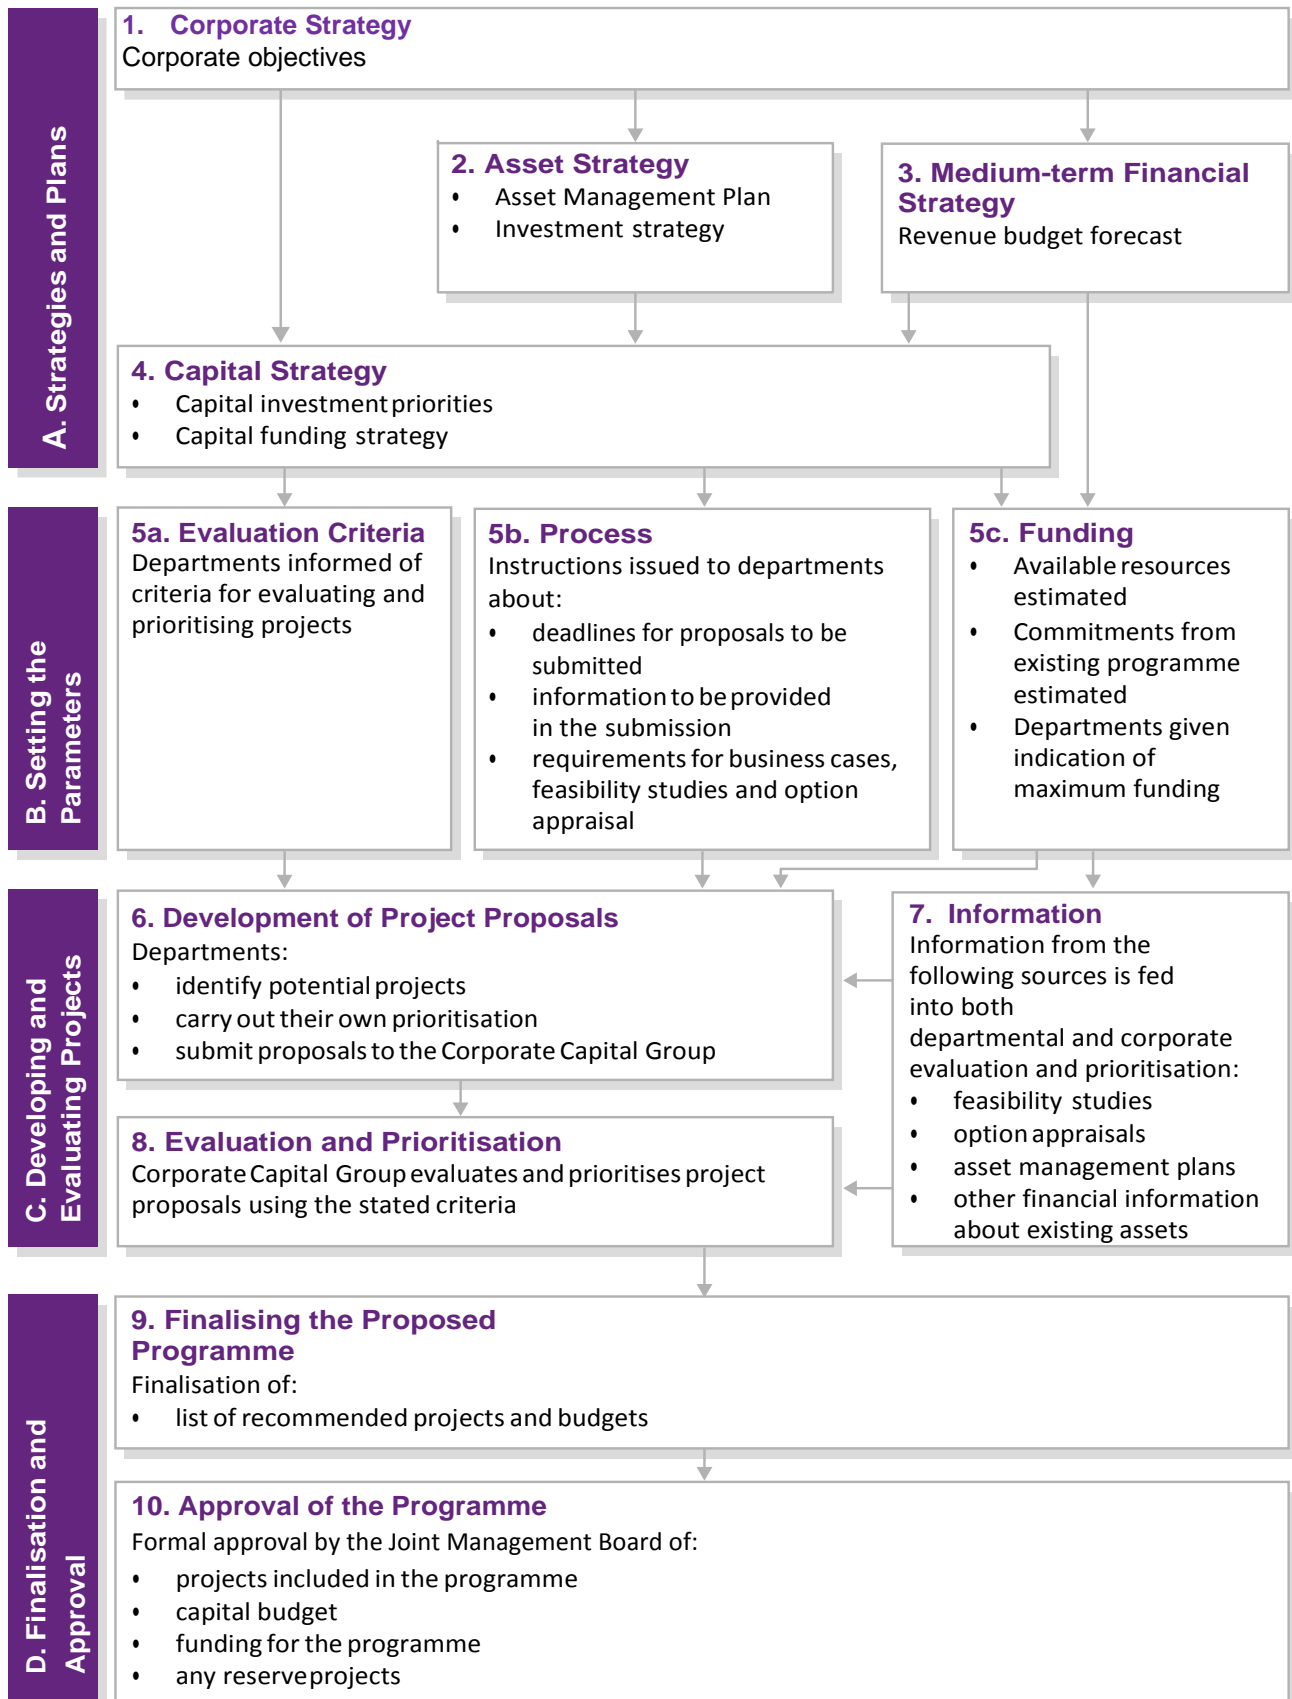 A. Strategies and Plans
1. Corporate Strategy
Corporate objectives
2. Asset Strategy
• Asset Management Plan
• Investment strategy
3. Medium-term Financial
Strategy
Revenue budget forecast
4. Capital Strategy
• Capital investment priorities
• Capital funding strategy
B. Setting the
Parameters
5a. Evaluation Criteria
Departments informed of
criteria for evaluating and
prioritising projects
5b. Process
Instructions issued to departments
about:
• deadlines for proposals to be
submitted
• information to be provided
in the submission
• requirements for business cases,
feasibility studies and option
appraisal
5c. Funding
• Available resources
estimated
• Commitments from
existing programme
estimated
• Departments given
indication of
maximum funding
C. Developing and
Evaluating Projects
6. Development of Project Proposals
Departments:
• identify potential projects
• carry out their own prioritisation
• submit proposals to the Corporate Capital Group
7. Information
Information from the
following sources is fed
into both
departmental and corporate
evaluation and prioritisation:
• feasibility studies
• option appraisals
• asset management plans
• other financial information
about existing assets
8. Evaluation and Prioritisation
Corporate Capital Group evaluates and prioritises project
proposals using the stated criteria
D. Finalisation and
Approval
9. Finalising the Proposed
Programme
Finalisation of:
• list of recommended projects and budgets
10. Approval of the Programme
Formal approval by the Joint Management Board of:
• projects included in the programme
• capital budget
• funding for the programme
• any reserve projects